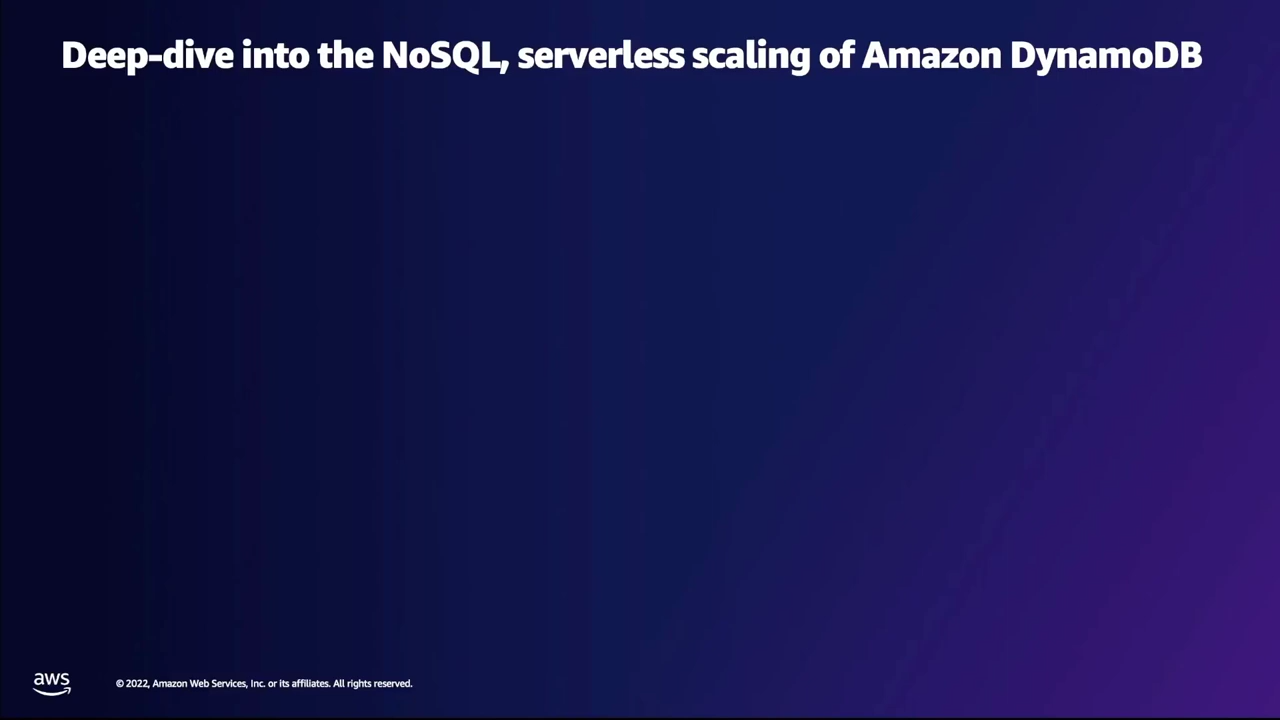 Deep-dive into the NoSQL, serverless scaling of Amazon DynamoDB
aws
© 2022, Amazon Web Services, Inc. or its affiliates. All rights reserved.